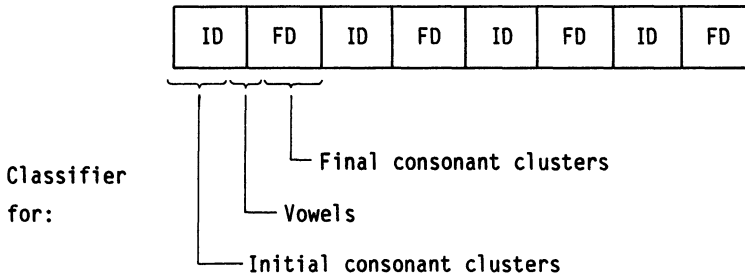 ID FD ID FD ID FD ID FD
Final consonant clusters
Classifier
for:
Vowels
Initial consonant clusters